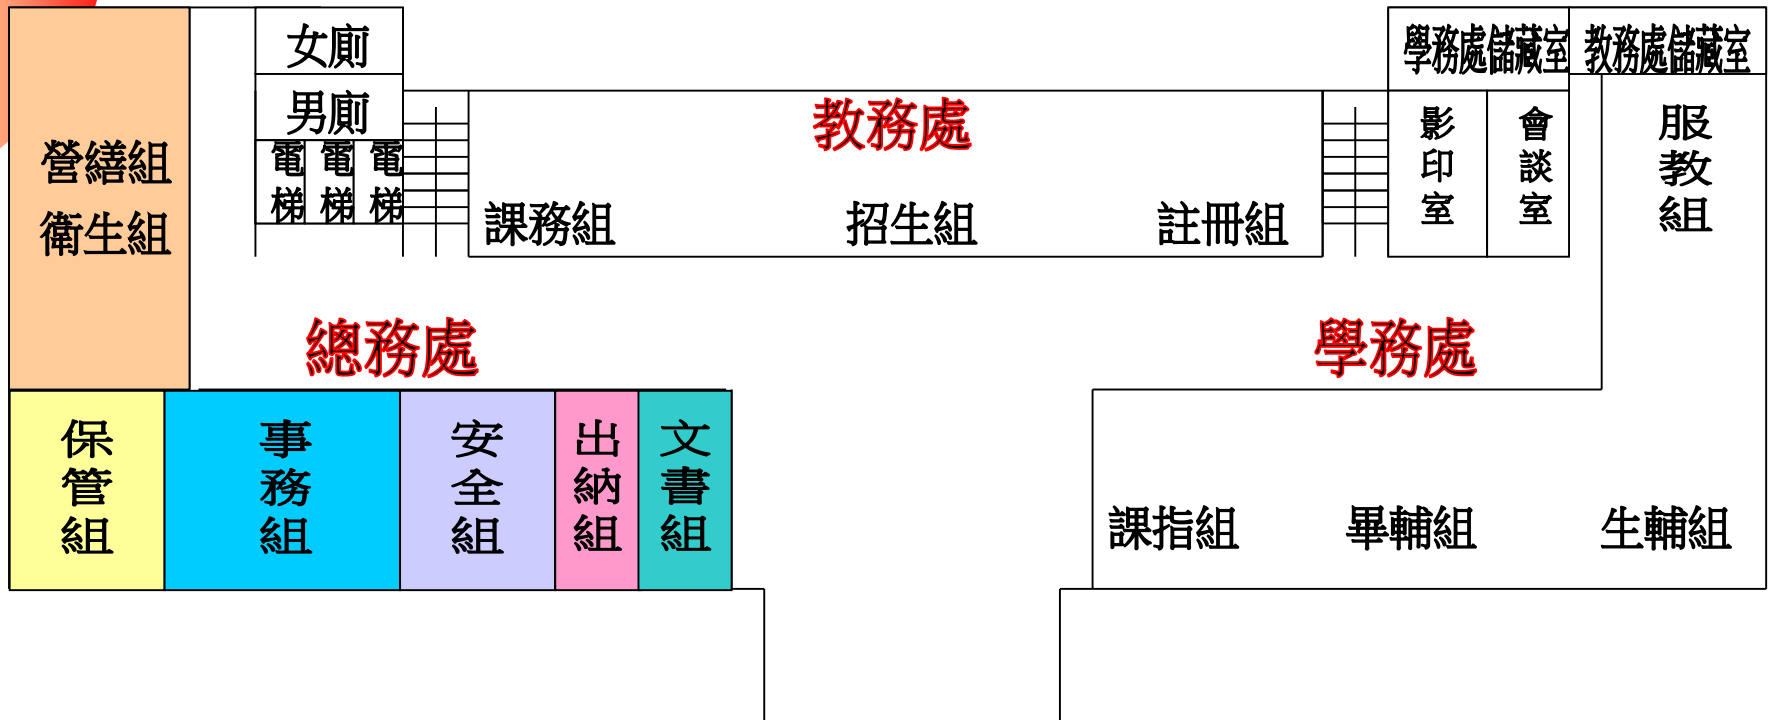 女廁
男廁
電梯
電梯
電梯
營繕組
衛生組
教務處
課務組
招生組
註冊組
學務處儲藏室
教務處儲藏室
影印室
會談室
服教組
總務處
學務處
保管組
事務組
安全組
出納組
文書組
課指組
畢輔組
生輔組